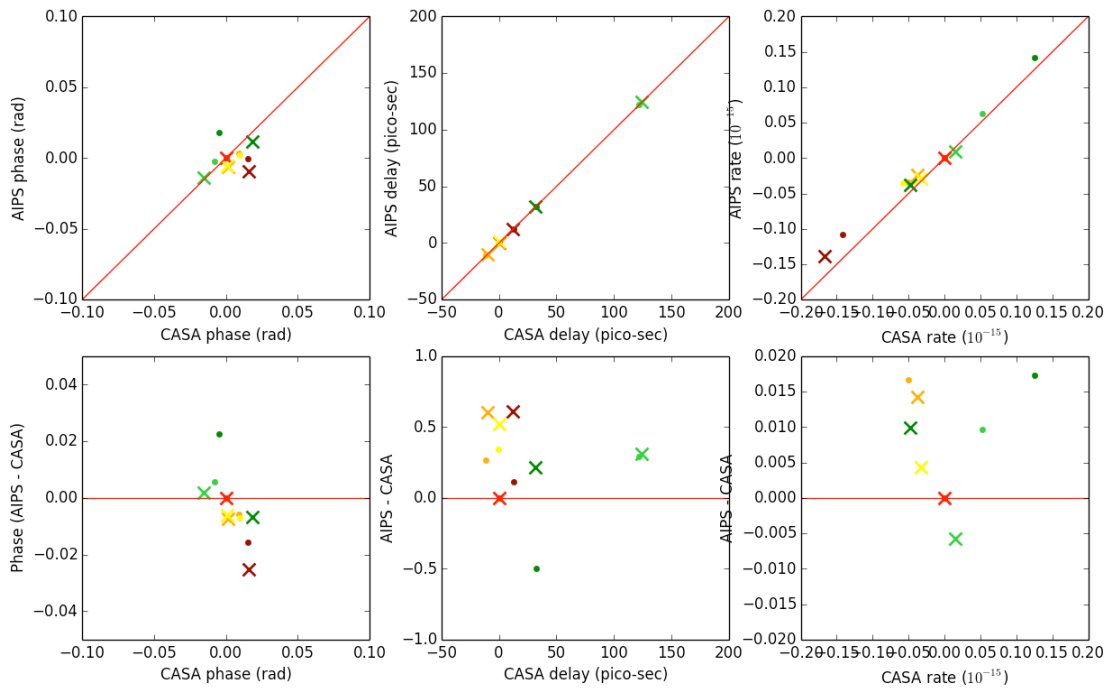 0.10
0.05
0.00
−0.05
−0.10
AIPS phase (rad)
−0.10 −0.05 0.00 0.05 0.10
CASA phase (rad)
200
150
100
50
0
−50
AIPS delay (pico-sec)
−50 0 50 100 150 200
CASA delay (pico-sec)
0.20
0.15
0.10
0.05
0.00
−0.05
−0.10
−0.15
−0.20
AIPS rate (10⁻¹⁵)
−0.20 −0.15 −0.10 −0.05 0.00 0.05 0.10 0.15 0.20
CASA rate (10⁻¹⁵)
0.04
0.02
0.00
−0.02
−0.04
Phase (AIPS - CASA)
−0.10 −0.05 0.00 0.05 0.10
CASA phase (rad)
1.0
0.5
0.0
−0.5
−1.0
AIPS - CASA
−50 0 50 100 150 200
CASA delay (pico-sec)
0.020
0.015
0.010
0.005
0.000
−0.005
−0.010
−0.015
−0.020
AIPS - CASA
−0.20 −0.15 −0.10 −0.05 0.00 0.05 0.10 0.15 0.20
CASA rate (10⁻¹⁵)